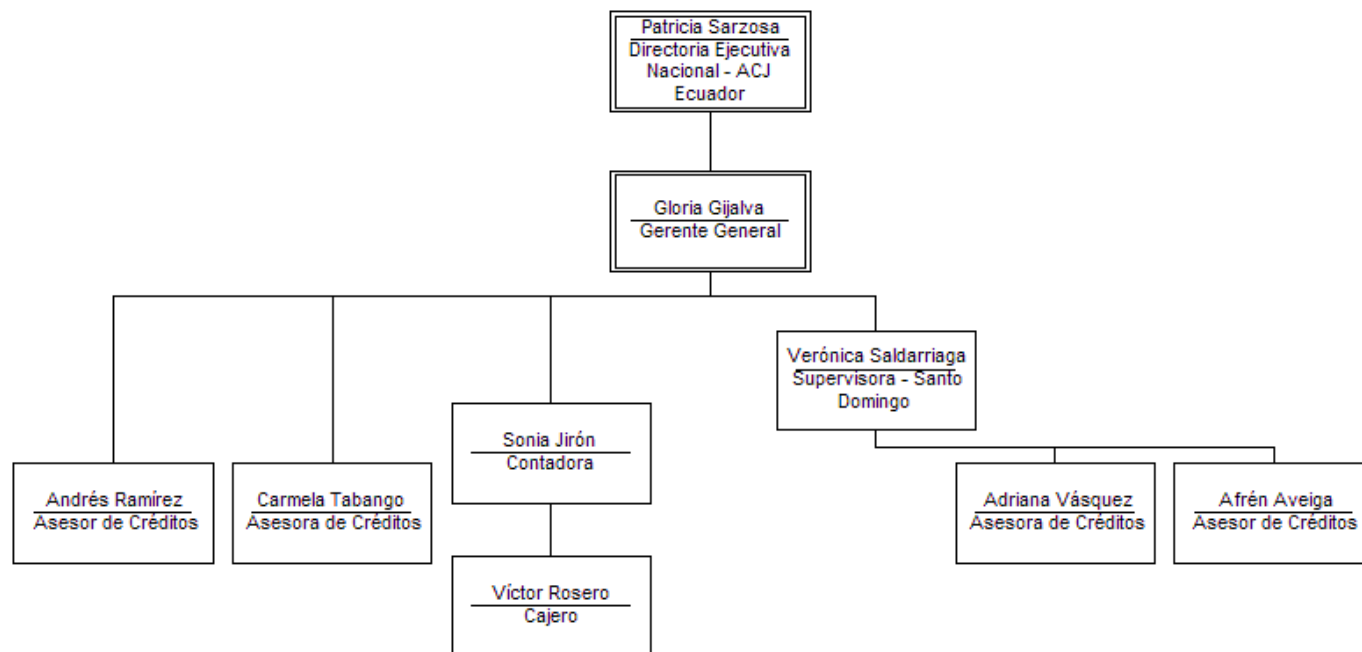 Patricia Sarzosa
Directoria Ejecutiva
Nacional - ACJ
Ecuador
Gloria Gijalva
Gerente General
Verónica Saldarriaga
Supervisora - Santo
Domingo
Sonia Jirón
Contadora
Andrés Ramírez
Asesor de Créditos
Carmela Tabango
Asesora de Créditos
Adriana Vásquez
Asesora de Créditos
Afrén Aveiga
Asesor de Créditos
Víctor Rosero
Cajero